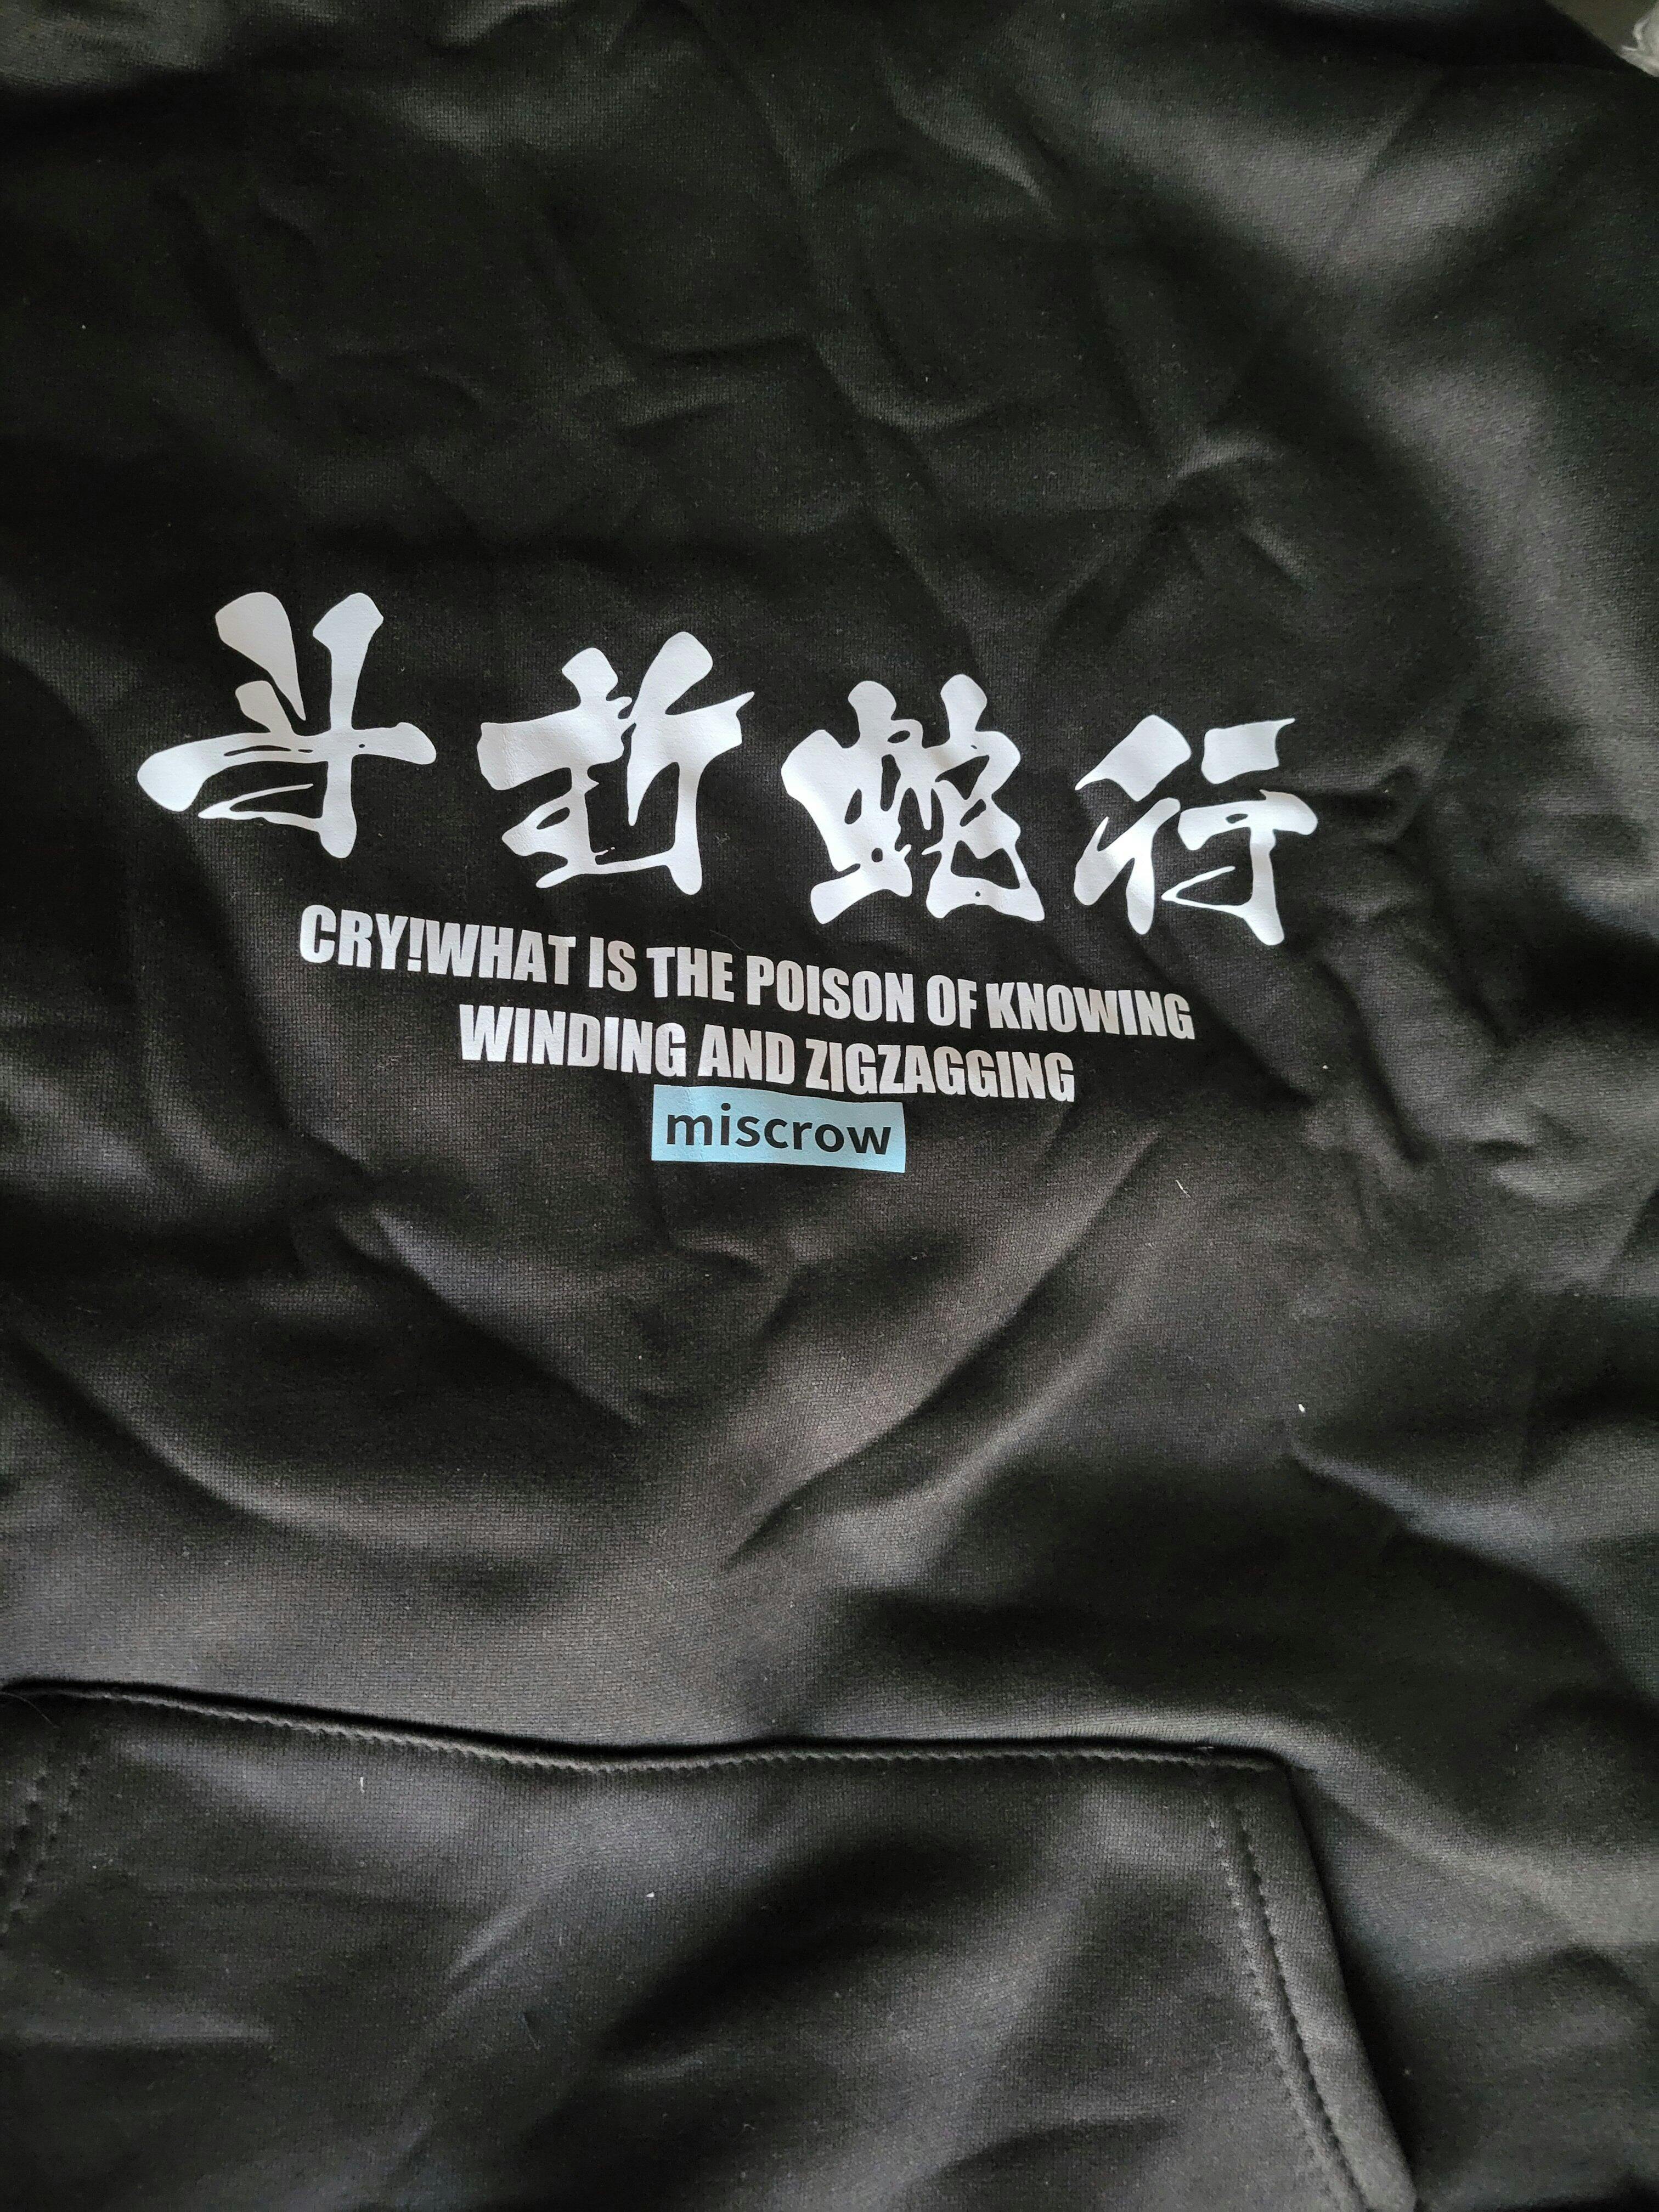 斗折蛇行
CRY!WHAT IS THE POISON OF KNOWING
WINDING AND ZIGZAGGING
miscrow